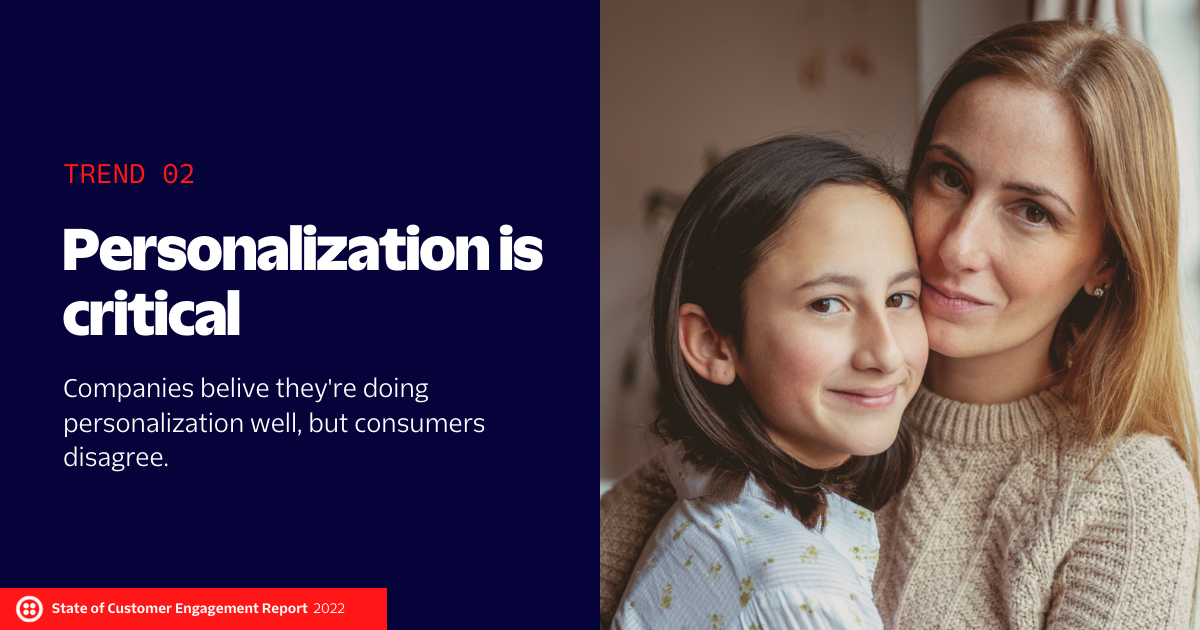 TREND 02
Personalization is
critical
Companies belive they're doing
personalization well, but consumers
disagree.
State of Customer Engagement Report 2022